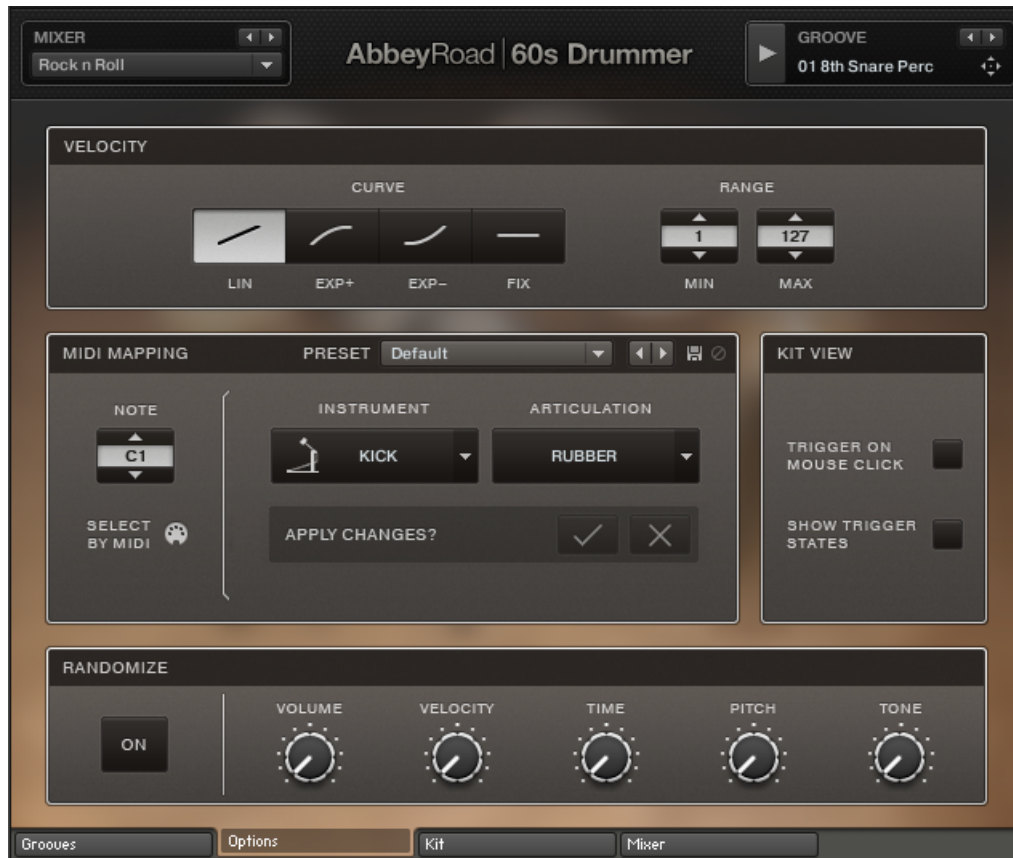 MIXER
Rock n Roll
AbbeyRoad | 60s Drummer
GROOVE
01 8th Snare Perc
VELOCITY
CURVE
RANGE
1
127
LIN
EXP+
EXP-
FIX
MIN
MAX
MIDI MAPPING
PRESET
Default
KIT VIEW
NOTE
C1
SELECT
BY MIDI
INSTRUMENT
ARTICULATION
KICK
RUBBER
APPLY CHANGES?
TRIGGER ON
MOUSE CLICK
SHOW TRIGGER
STATES
RANDOMIZE
ON
VOLUME
VELOCITY
TIME
PITCH
TONE
Grooves
Options
Kit
Mixer